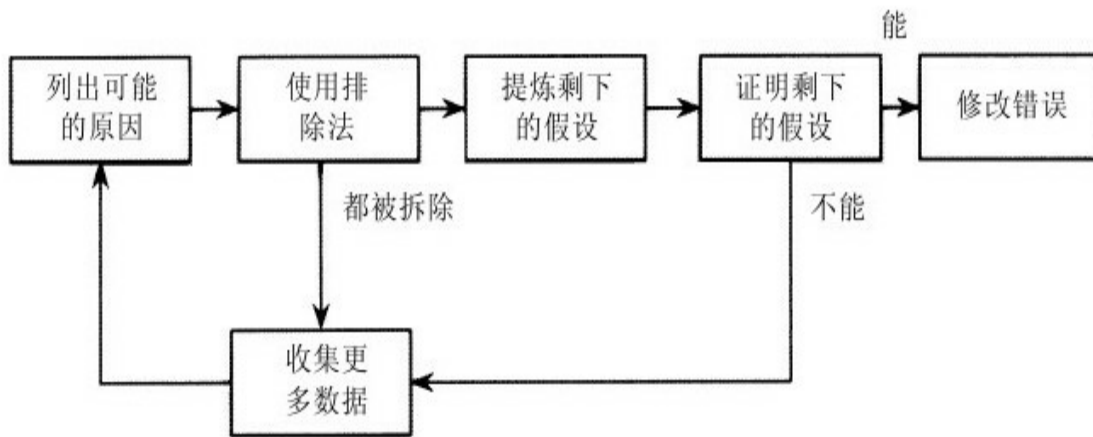 能
列出可能
的原因
使用排
除法
提炼剩下
的假设
证明剩下
的假设
修改错误
都被拆除
不能
收集更
多数据